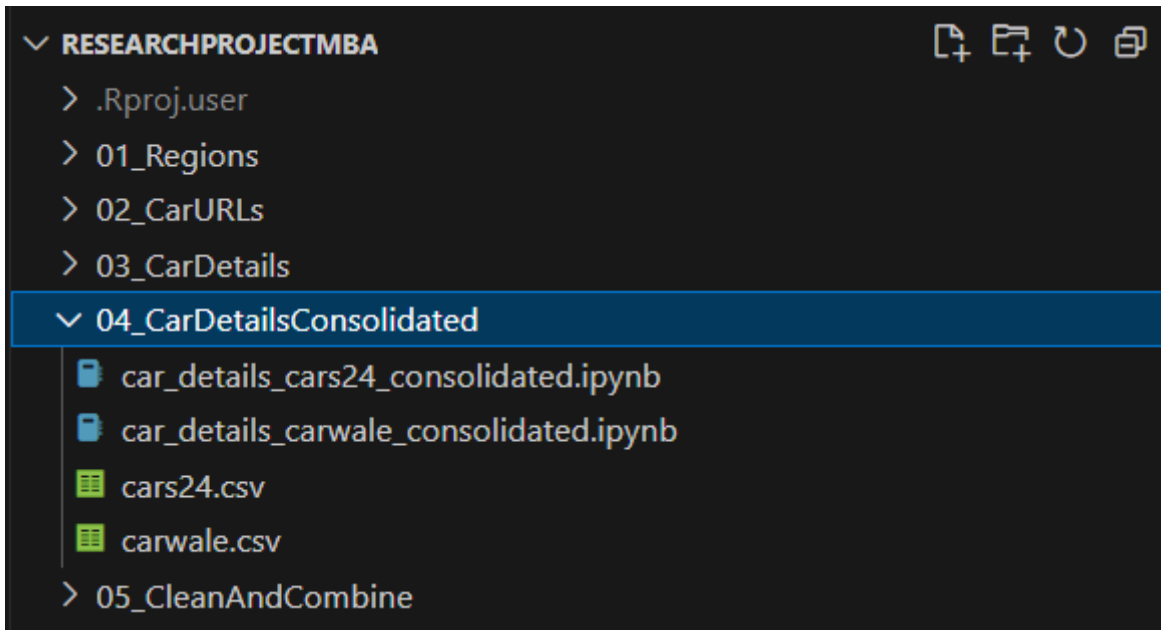 RESEARCHPROJECTMBA
.Rproj.user
01_Regions
02_CarURLs
03_CarDetails
04_CarDetailsConsolidated
car_details_cars24_consolidated.ipynb
car_details_carwale_consolidated.ipynb
cars24.csv
carwale.csv
05_CleanAndCombine